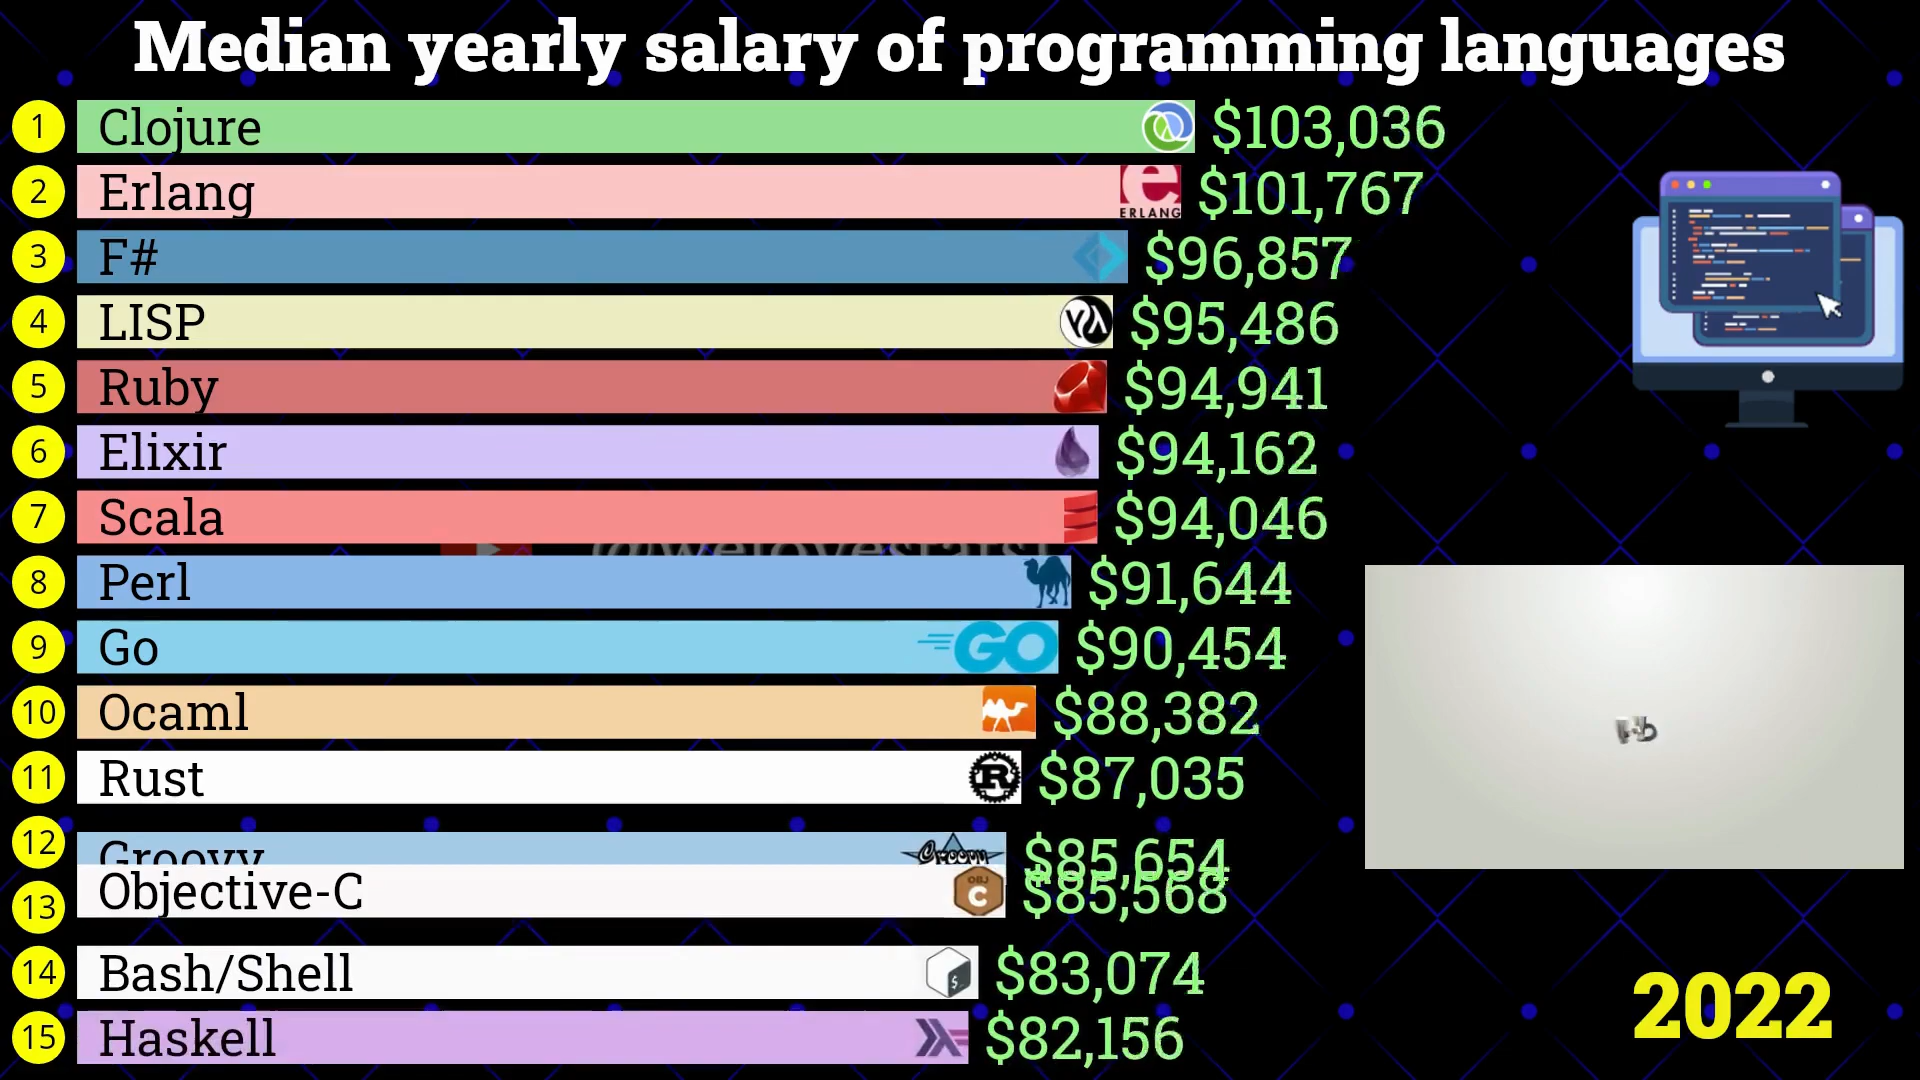 Median yearly salary of programming languages
1 Clojure $103,036
2 Erlang ERLANG $101,767
3 F# $96,857
4 LISP $95,486
5 Ruby $94,941
6 Elixir $94,162
7 Scala $94,046
8 Perl $91,644
9 Go GO $90,454
10 Ocaml $88,382
11 Rust R $87,035
12 Groovy Groovy $85,654
13 Objective-C OBJ C $85,568
14 Bash/Shell $83,074
15 Haskell $82,156
2022